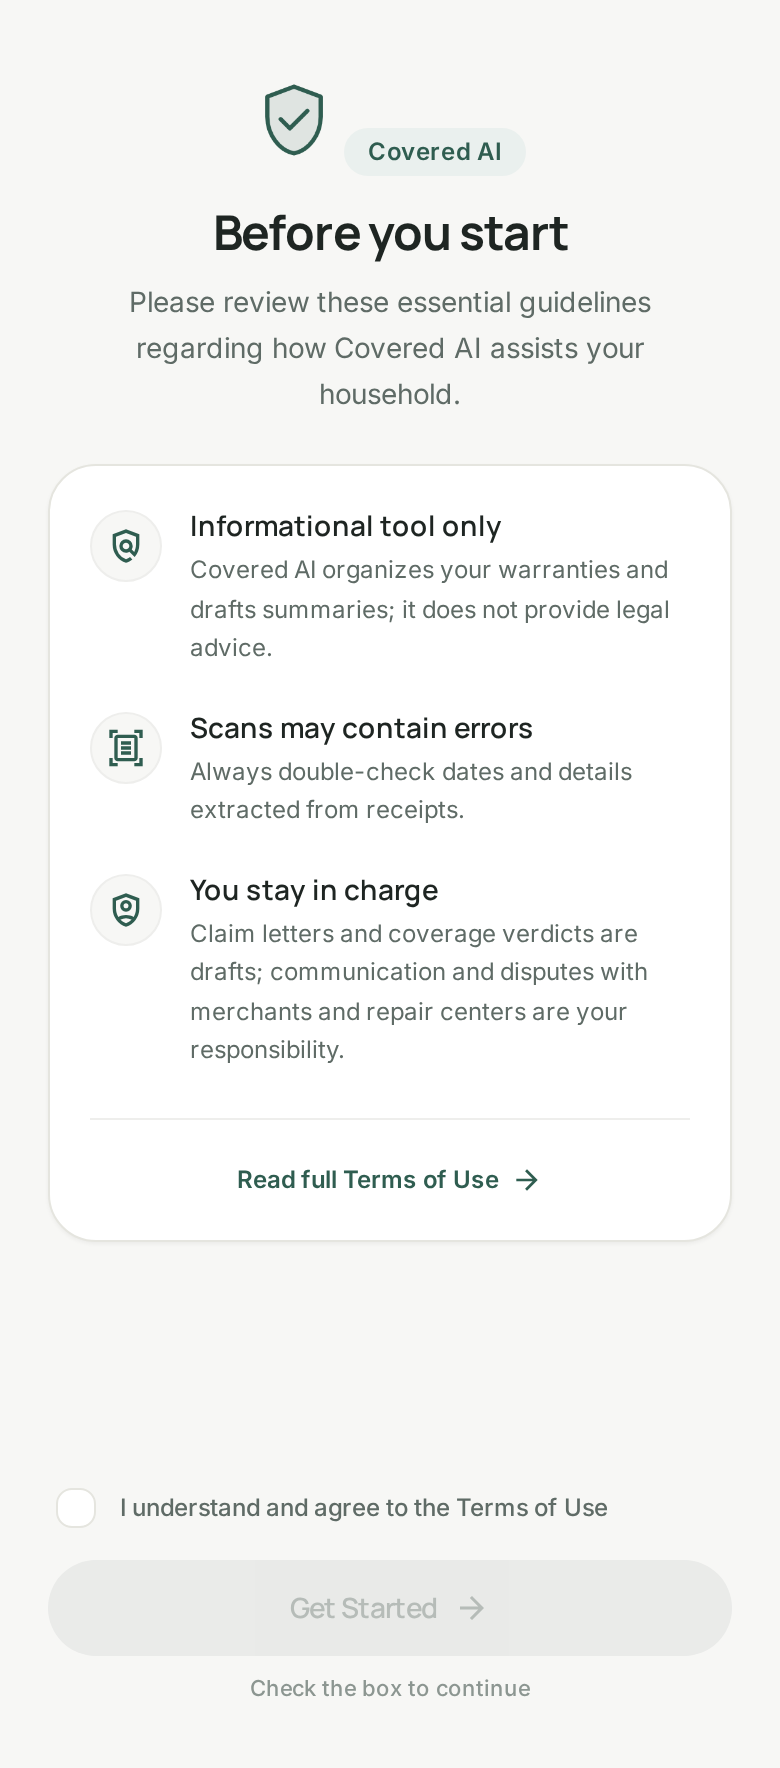 Covered AI
Before you start
Please review these essential guidelines
regarding how Covered AI assists your
household.
Informational tool only
Covered AI organizes your warranties and
drafts summaries; it does not provide legal
advice.
Scans may contain errors
Always double-check dates and details
extracted from receipts.
You stay in charge
Claim letters and coverage verdicts are
drafts; communication and disputes with
merchants and repair centers are your
responsibility.
Read full Terms of Use
I understand and agree to the Terms of Use
Get Started
Check the box to continue